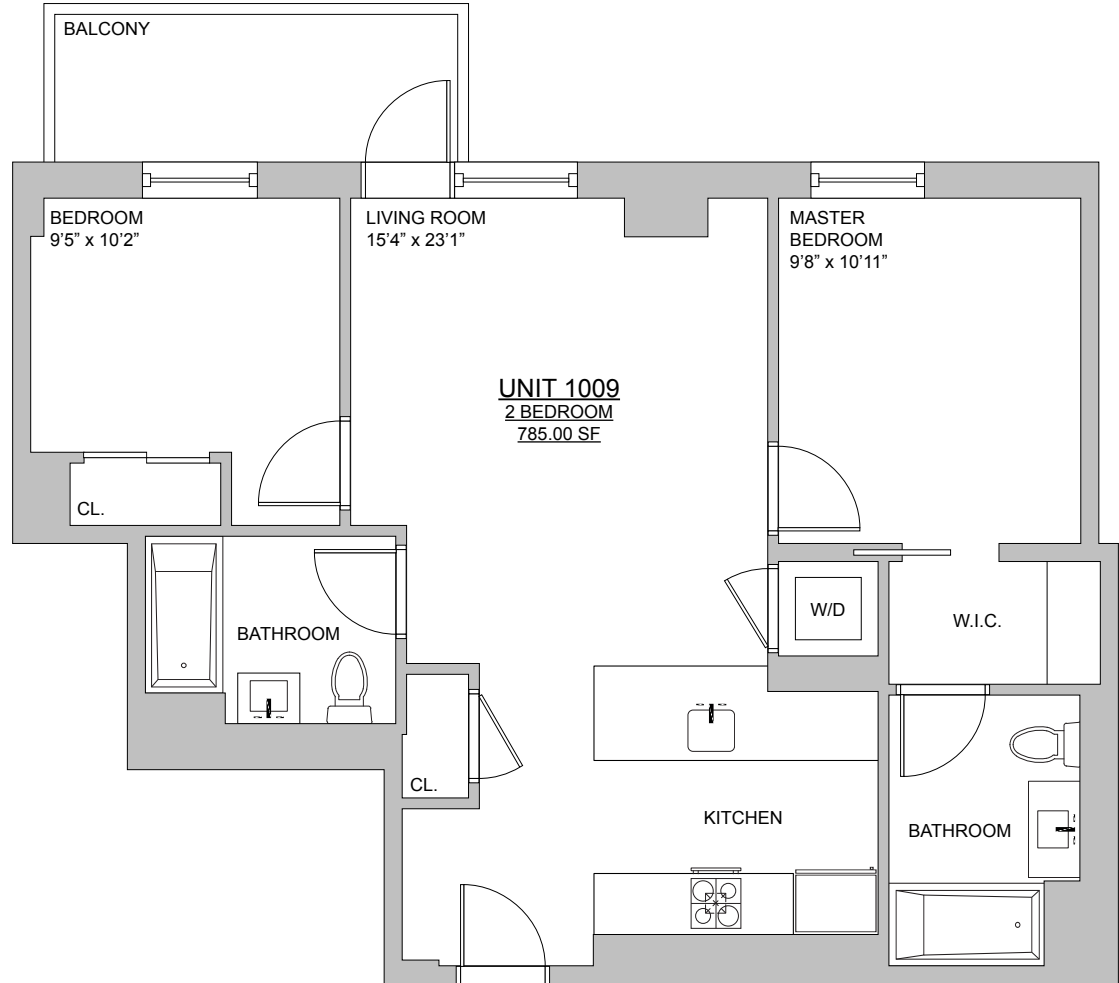 BALCONY
BEDROOM
9’5” x 10’2”
LIVING ROOM
15’4” x 23’1”
MASTER
BEDROOM
9’8” x 10’11”
UNIT 1009
2 BEDROOM
785.00 SF
CL.
BATHROOM
W/D
W.I.C.
CL.
KITCHEN
BATHROOM